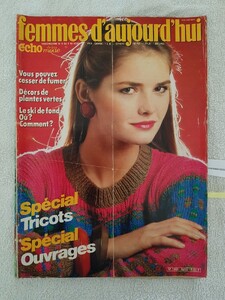 femmes d'aujourd'hui
écho
Vous pouvez
cesser de fumer
Décors de
plantes vertes
Le ski de fond
Où?
Comment?
Spécial
Tricots
Spécial
Ouvrages